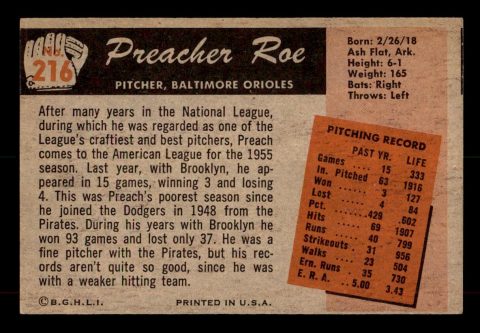 No.
216
Preacher Roe
PITCHER, BALTIMORE ORIOLES
Born: 2/26/18
Ash Flat, Ark.
Height: 6-1
Weight: 165
Bats: Right
Throws: Left
After many years in the National League,
during which he was regarded as one of the
League's craftiest and best pitchers, Preach
comes to the American League for the 1955
season. Last year, with Brooklyn, he ap-
peared in 15 games, winning 3 and losing
4. This was Preach's poorest season since
he joined the Dodgers in 1948 from the
Pirates. During his years with Brooklyn he
won 93 games and lost only 37. He was a
fine pitcher with the Pirates, but his rec-
ords aren't quite so good, since he was
with a weaker hitting team.
PITCHING RECORD
PAST YR. LIFE
Games 15 333
In. Pitched 63 1916
Won 3 127
Lost 4 84
Pct. .429 .602
Hits 69 1907
Runs 40 799
Strikeouts 31 956
Walks 23 504
Ern. Runs 35 730
E. R. A. 5.00 3.43
© B.G.H.L.I. PRINTED IN U.S.A.